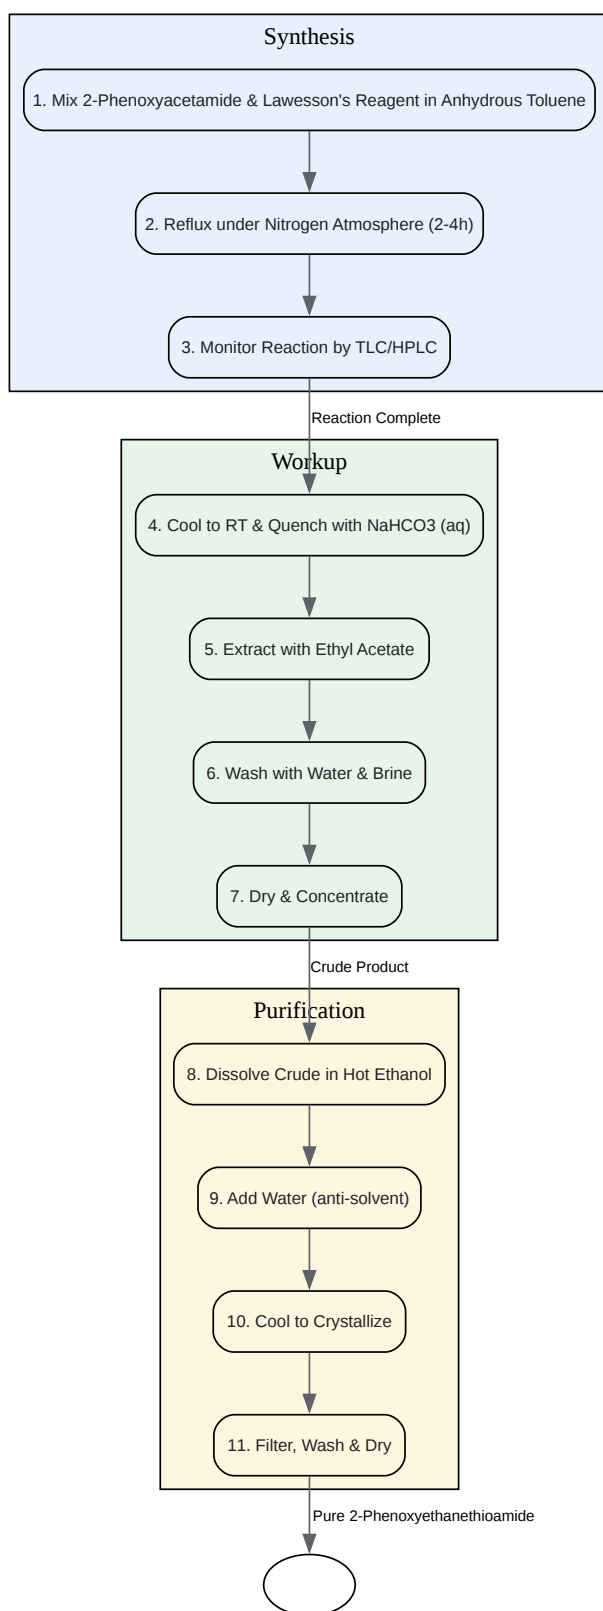 Synthesis
1. Mix 2-Phenoxyacetamide & Lawesson's Reagent in Anhydrous Toluene
2. Reflux under Nitrogen Atmosphere (2-4h)
3. Monitor Reaction by TLC/HPLC
Reaction Complete
Workup
4. Cool to RT & Quench with NaHCO3 (aq)
5. Extract with Ethyl Acetate
6. Wash with Water & Brine
7. Dry & Concentrate
Crude Product
Purification
8. Dissolve Crude in Hot Ethanol
9. Add Water (anti-solvent)
10. Cool to Crystallize
11. Filter, Wash & Dry
Pure 2-Phenoxyethanethioamide